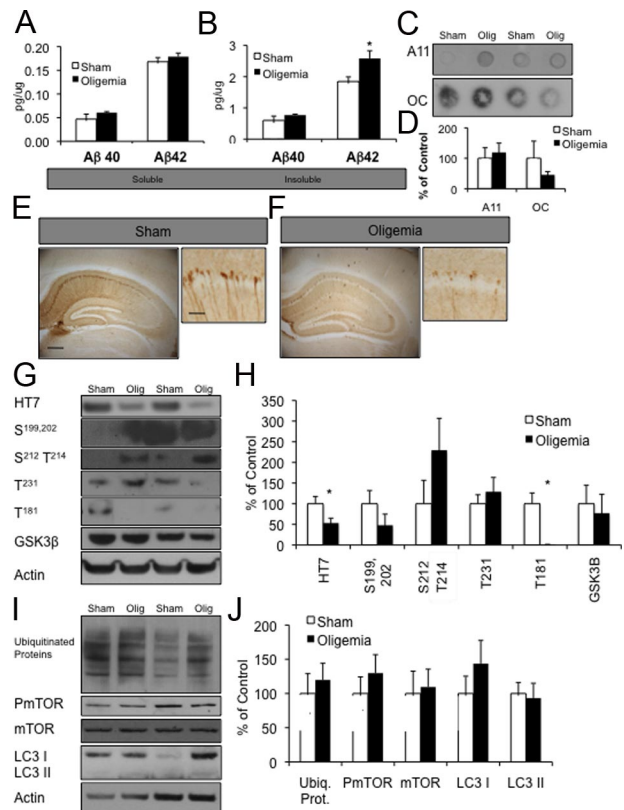 A
0.20
0.15
0.10
0.05
0.00
pg/ug
Sham
Oligemia
Aβ 40
Aβ42
B
3
2
1
0
pg/ug
Sham
Oligemia
*
Aβ40
Aβ42
Soluble
Insoluble
C
Sham
Olig
Sham
Olig
A11
OC
D
200
150
100
50
0
% of Control
Sham
Oligemia
A11
OC
E
Sham
F
Oligemia
G
Sham
Olig
Sham
Olig
HT7
S199,202
S212 T214
T231
T181
GSK3β
Actin
H
350
300
250
200
150
100
50
0
% of Control
Sham
Oligemia
*
*
HT7
S199,
202
S212
T214
T231
T181
GSK3B
I
Sham
Olig
Sham
Olig
Ubiquitinated
Proteins
PmTOR
mTOR
LC3 I
LC3 II
Actin
J
200
150
100
50
0
% of Control
Sham
Oligemia
Ubiq.
Prot.
PmTOR
mTOR
LC3 I
LC3 II